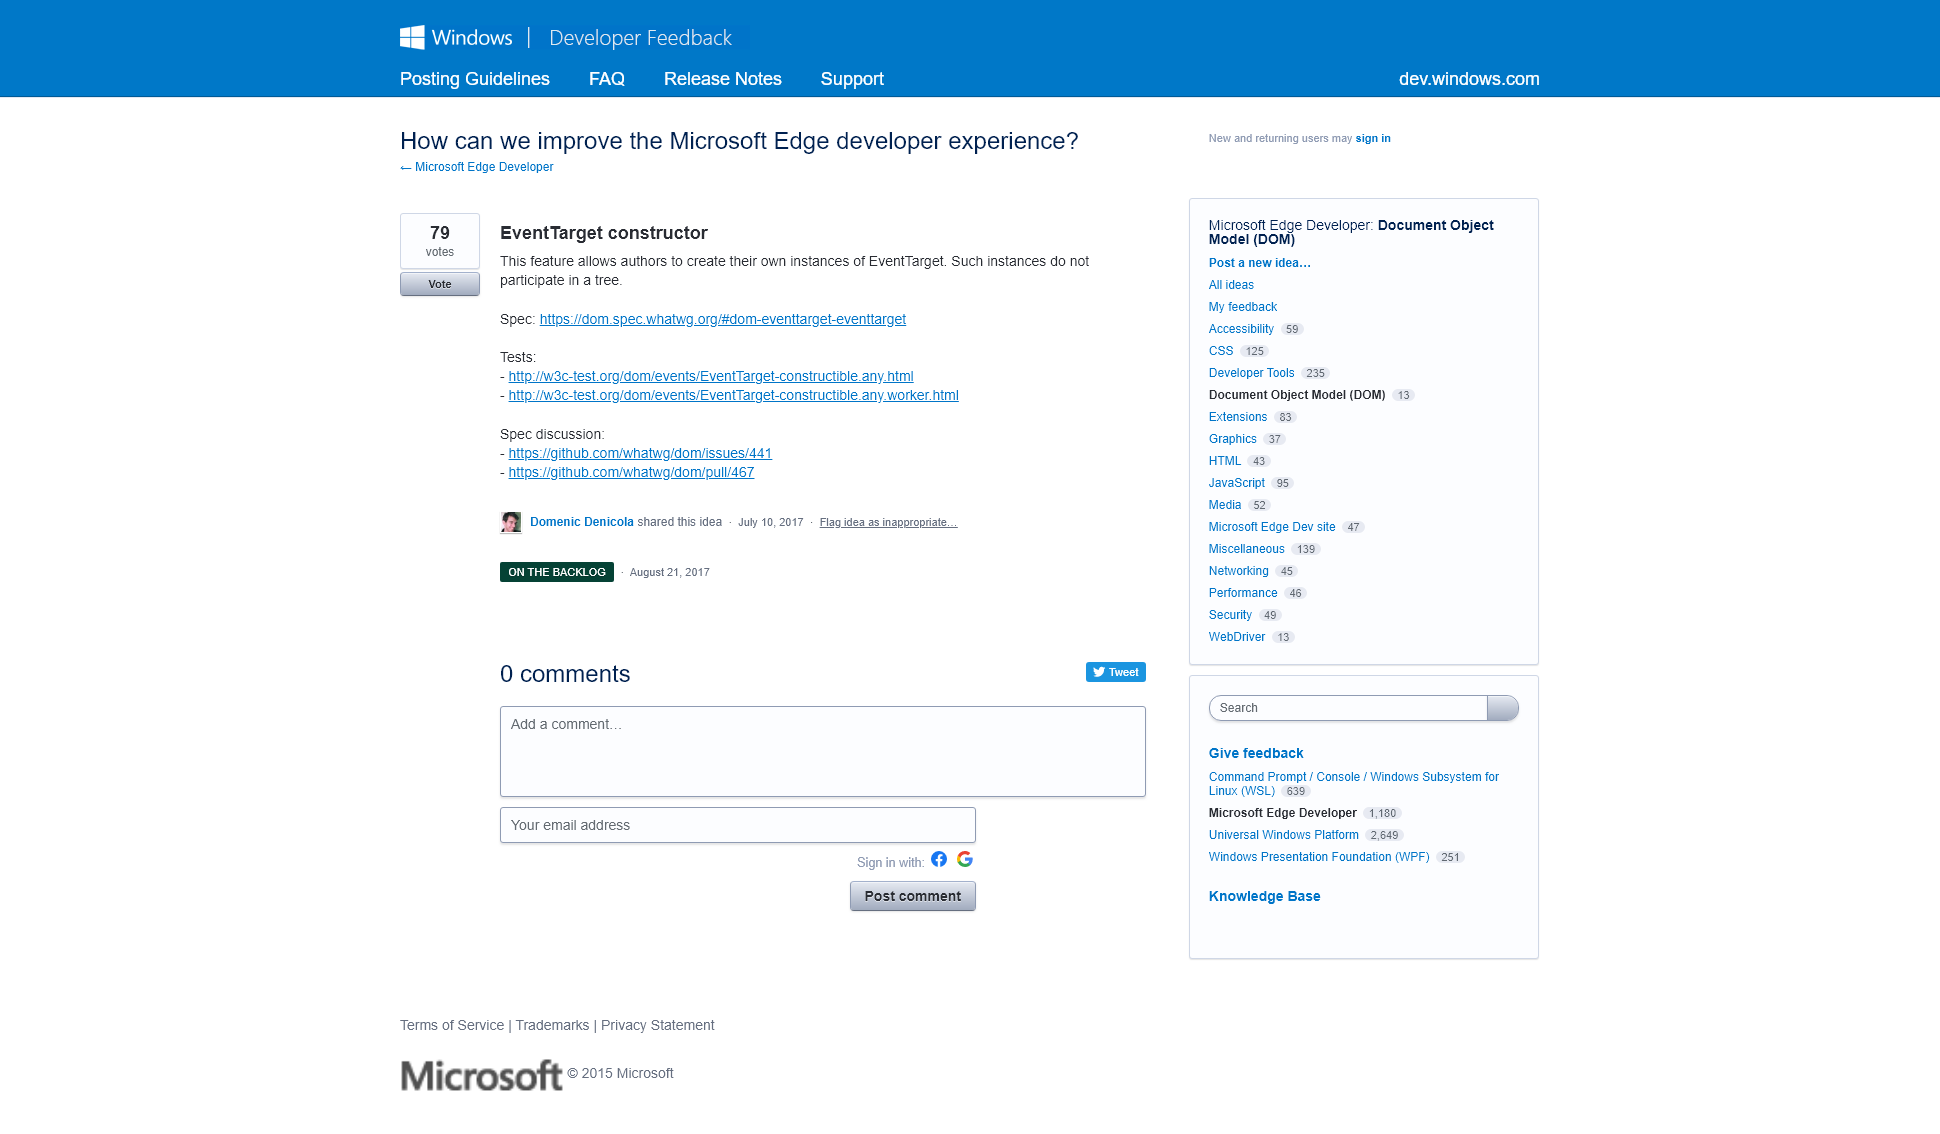 Windows | Developer Feedback
Posting Guidelines FAQ Release Notes Support dev.windows.com
How can we improve the Microsoft Edge developer experience?
← Microsoft Edge Developer
New and returning users may sign in
79
votes
Vote
EventTarget constructor
This feature allows authors to create their own instances of EventTarget. Such instances do not
participate in a tree.
Spec: https://dom.spec.whatwg.org/#dom-eventtarget-eventtarget
Tests:
- http://w3c-test.org/dom/events/EventTarget-constructible.any.html
- http://w3c-test.org/dom/events/EventTarget-constructible.any.worker.html
Spec discussion:
- https://github.com/whatwg/dom/issues/441
- https://github.com/whatwg/dom/pull/467
Domenic Denicola shared this idea · July 10, 2017 · Flag idea as inappropriate…
ON THE BACKLOG · August 21, 2017
0 comments
Tweet
Add a comment…
Your email address
Sign in with:
Post comment
Microsoft Edge Developer: Document Object
Model (DOM)
Post a new idea…
All ideas
My feedback
Accessibility 59
CSS 125
Developer Tools 235
Document Object Model (DOM) 13
Extensions 83
Graphics 37
HTML 43
JavaScript 95
Media 52
Microsoft Edge Dev site 47
Miscellaneous 139
Networking 45
Performance 46
Security 49
WebDriver 13
Search
Give feedback
Command Prompt / Console / Windows Subsystem for
Linux (WSL) 639
Microsoft Edge Developer 1,180
Universal Windows Platform 2,649
Windows Presentation Foundation (WPF) 251
Knowledge Base
Terms of Service | Trademarks | Privacy Statement
Microsoft © 2015 Microsoft